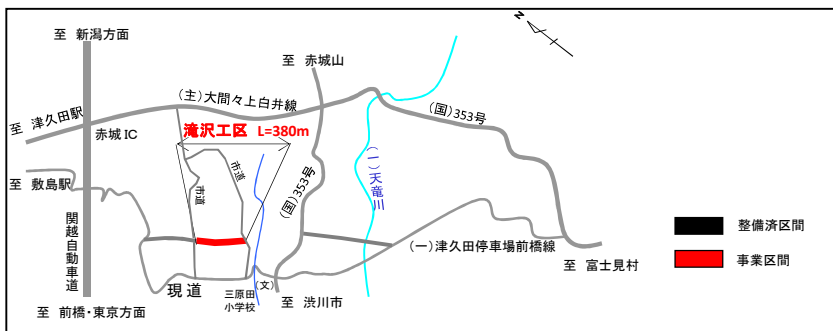 至 新潟方面
N
至 赤城山
(主)大間々上白井線
(国)353号
至 津久田駅
赤城IC
滝沢工区 L=380m
市道
市道
(国)353号
(一)天竜川
至 敷島駅
関越自動車道
整備済区間
(一)津久田停車場前橋線
事業区間
至 富士見村
現道
三原田
小学校
(文)
至 渋川市
至 前橋・東京方面